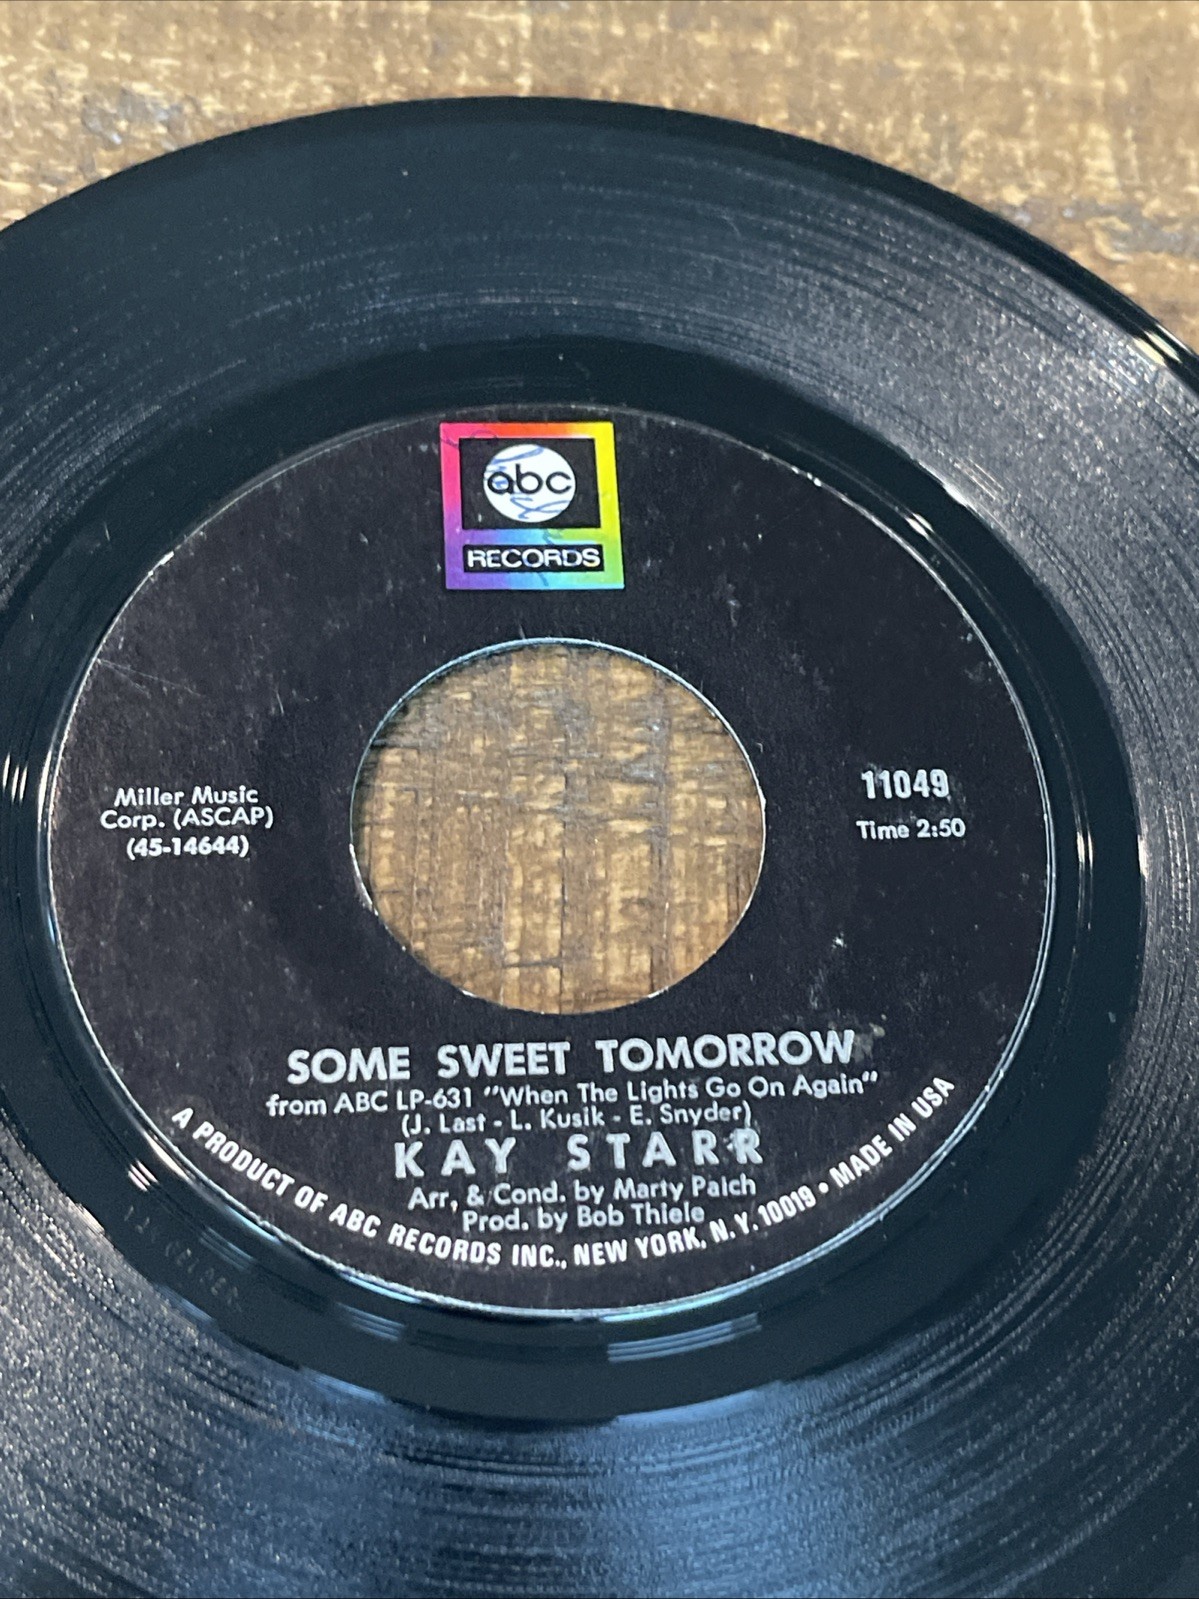 abc
RECORDS
Miller Music
Corp. (ASCAP)
(45-14644)
11049
Time 2:50
SOME SWEET TOMORROW
from ABC LP-631 "When The Lights Go On Again"
(J. Last - L. Kusik - E. Snyder)
KAY STARR
Arr, & Cond. by Marty Paich
Prod. by Bob Thiele
A PRODUCT OF ABC RECORDS INC., NEW YORK, N.Y. 10019 • MADE IN USA